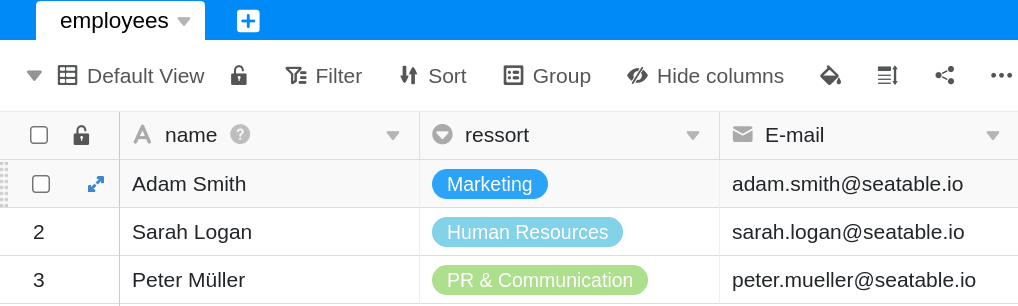 employees
Default View Filter Sort Group Hide columns
name ? ressort E-mail
Adam Smith Marketing adam.smith@seatable.io
2 Sarah Logan Human Resources sarah.logan@seatable.io
3 Peter Müller PR & Communication peter.mueller@seatable.io